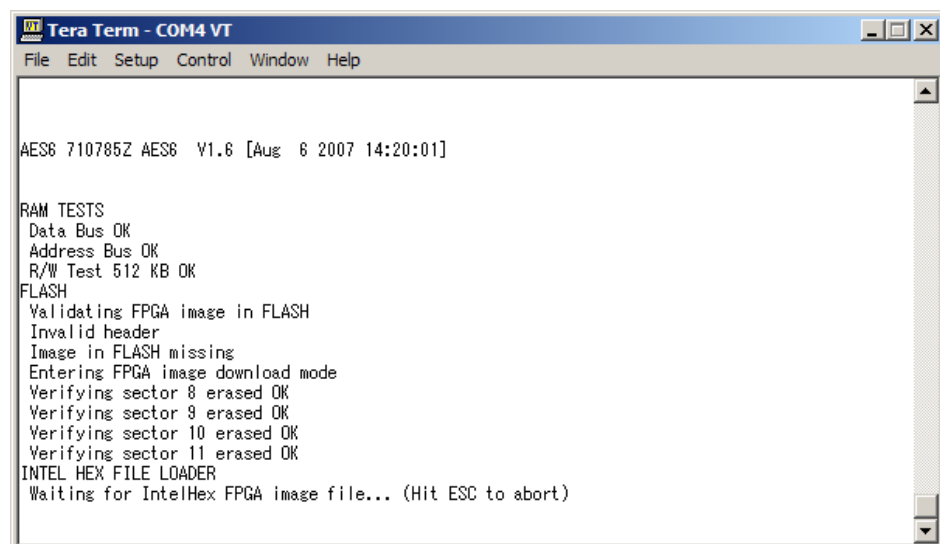 Tera Term - COM4 VT
File Edit Setup Control Window Help
AES6 710785Z AES6  V1.6 [Aug  6 2007 14:20:01]
RAM TESTS
Data Bus OK
Address Bus OK
R/W Test 512 KB OK
FLASH
Validating FPGA image in FLASH
Invalid header
Image in FLASH missing
Entering FPGA image download mode
Verifying sector 8 erased OK
Verifying sector 9 erased OK
Verifying sector 10 erased OK
Verifying sector 11 erased OK
INTEL HEX FILE LOADER
Waiting for IntelHex FPGA image file... (Hit ESC to abort)